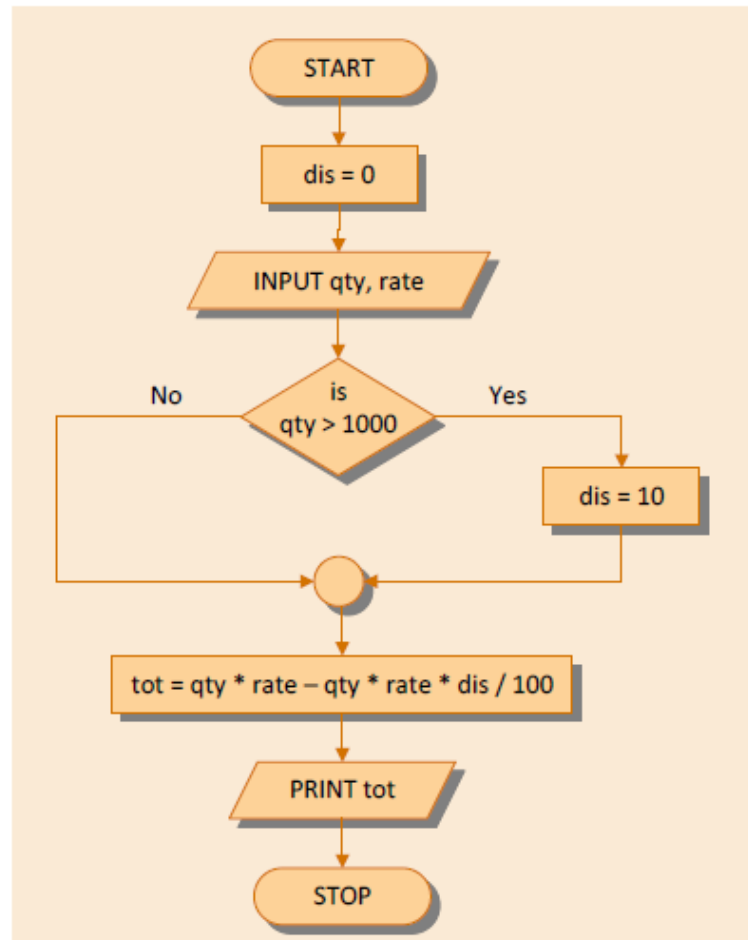 START
dis = 0
INPUT qty, rate
is
qty > 1000
No
Yes
dis = 10
tot = qty * rate – qty * rate * dis / 100
PRINT tot
STOP